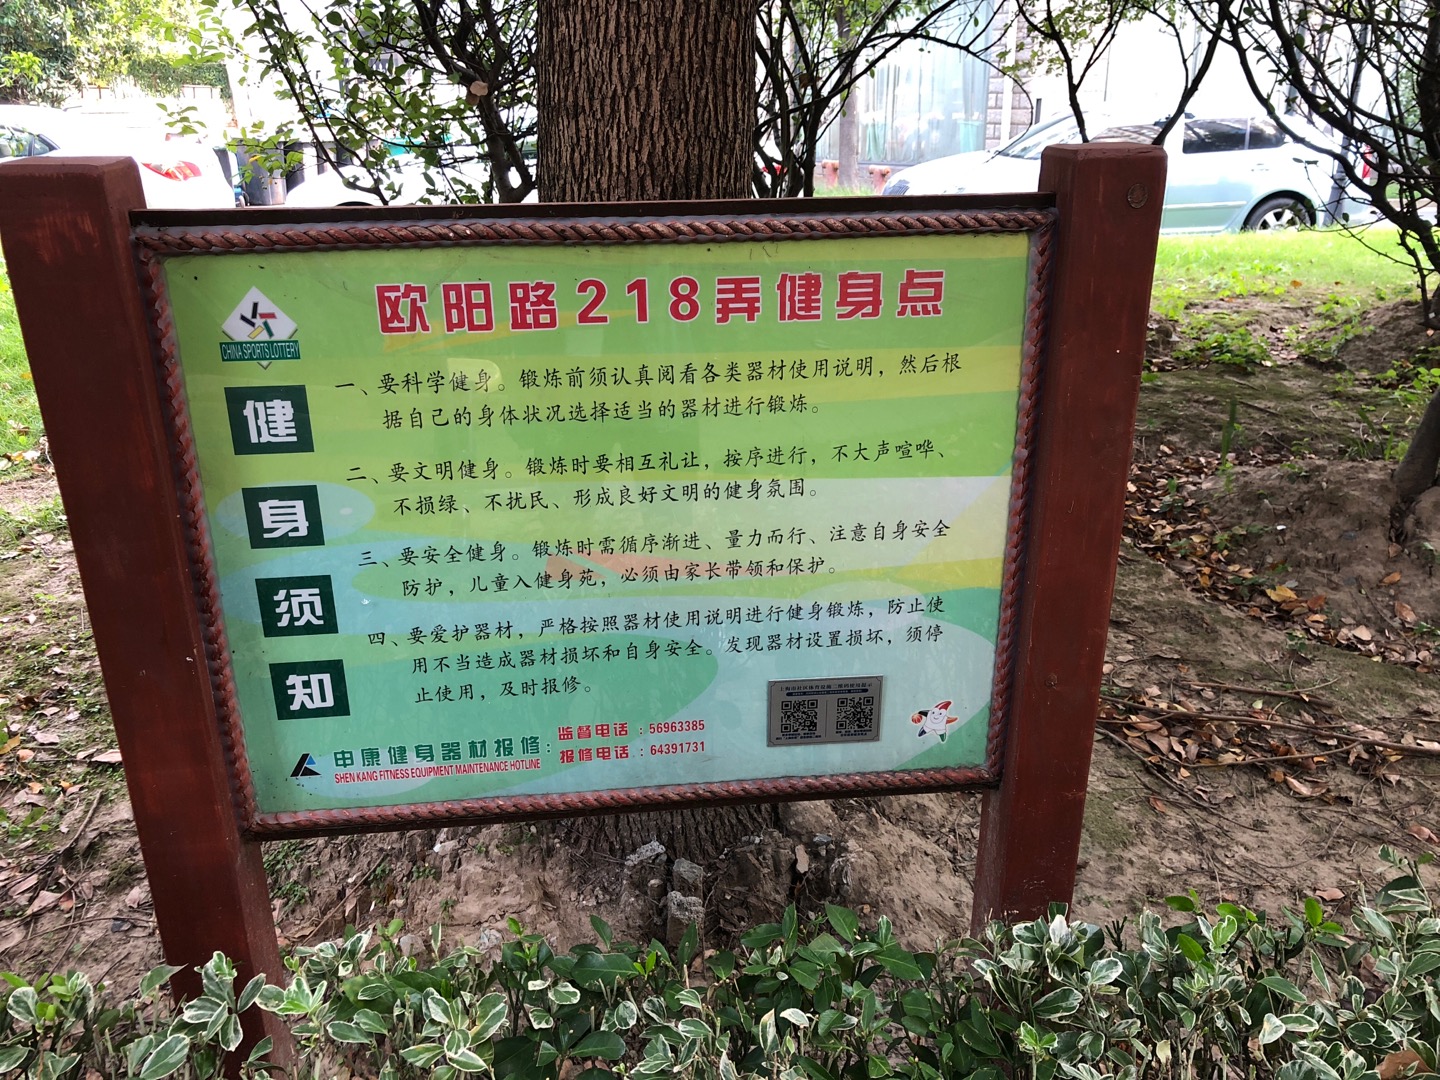 欧阳路218弄健身点
CHINA SPORTS LOTTERY
健
身
须
知
一、要科学健身。锻炼前须认真阅看各类器材使用说明，然后根
据自己的身体状况选择适当的器材进行锻炼。
二、要文明健身。锻炼时要相互礼让，按序进行，不大声喧哗、
不损绿、不扰民、形成良好文明的健身氛围。
三、要安全健身。锻炼时需循序渐进、量力而行、注意自身安全
防护，儿童入健身苑，必须由家长带领和保护。
四、要爱护器材，严格按照器材使用说明进行健身锻炼，防止使
用不当造成器材损坏和自身安全。发现器材设置损坏，须停
止使用，及时报修。
申康健身器材报修：
SHEN KANG FITNESS EQUIPMENT MAINTENANCE HOTLINE
监督电话：56963385
报修电话：64391731